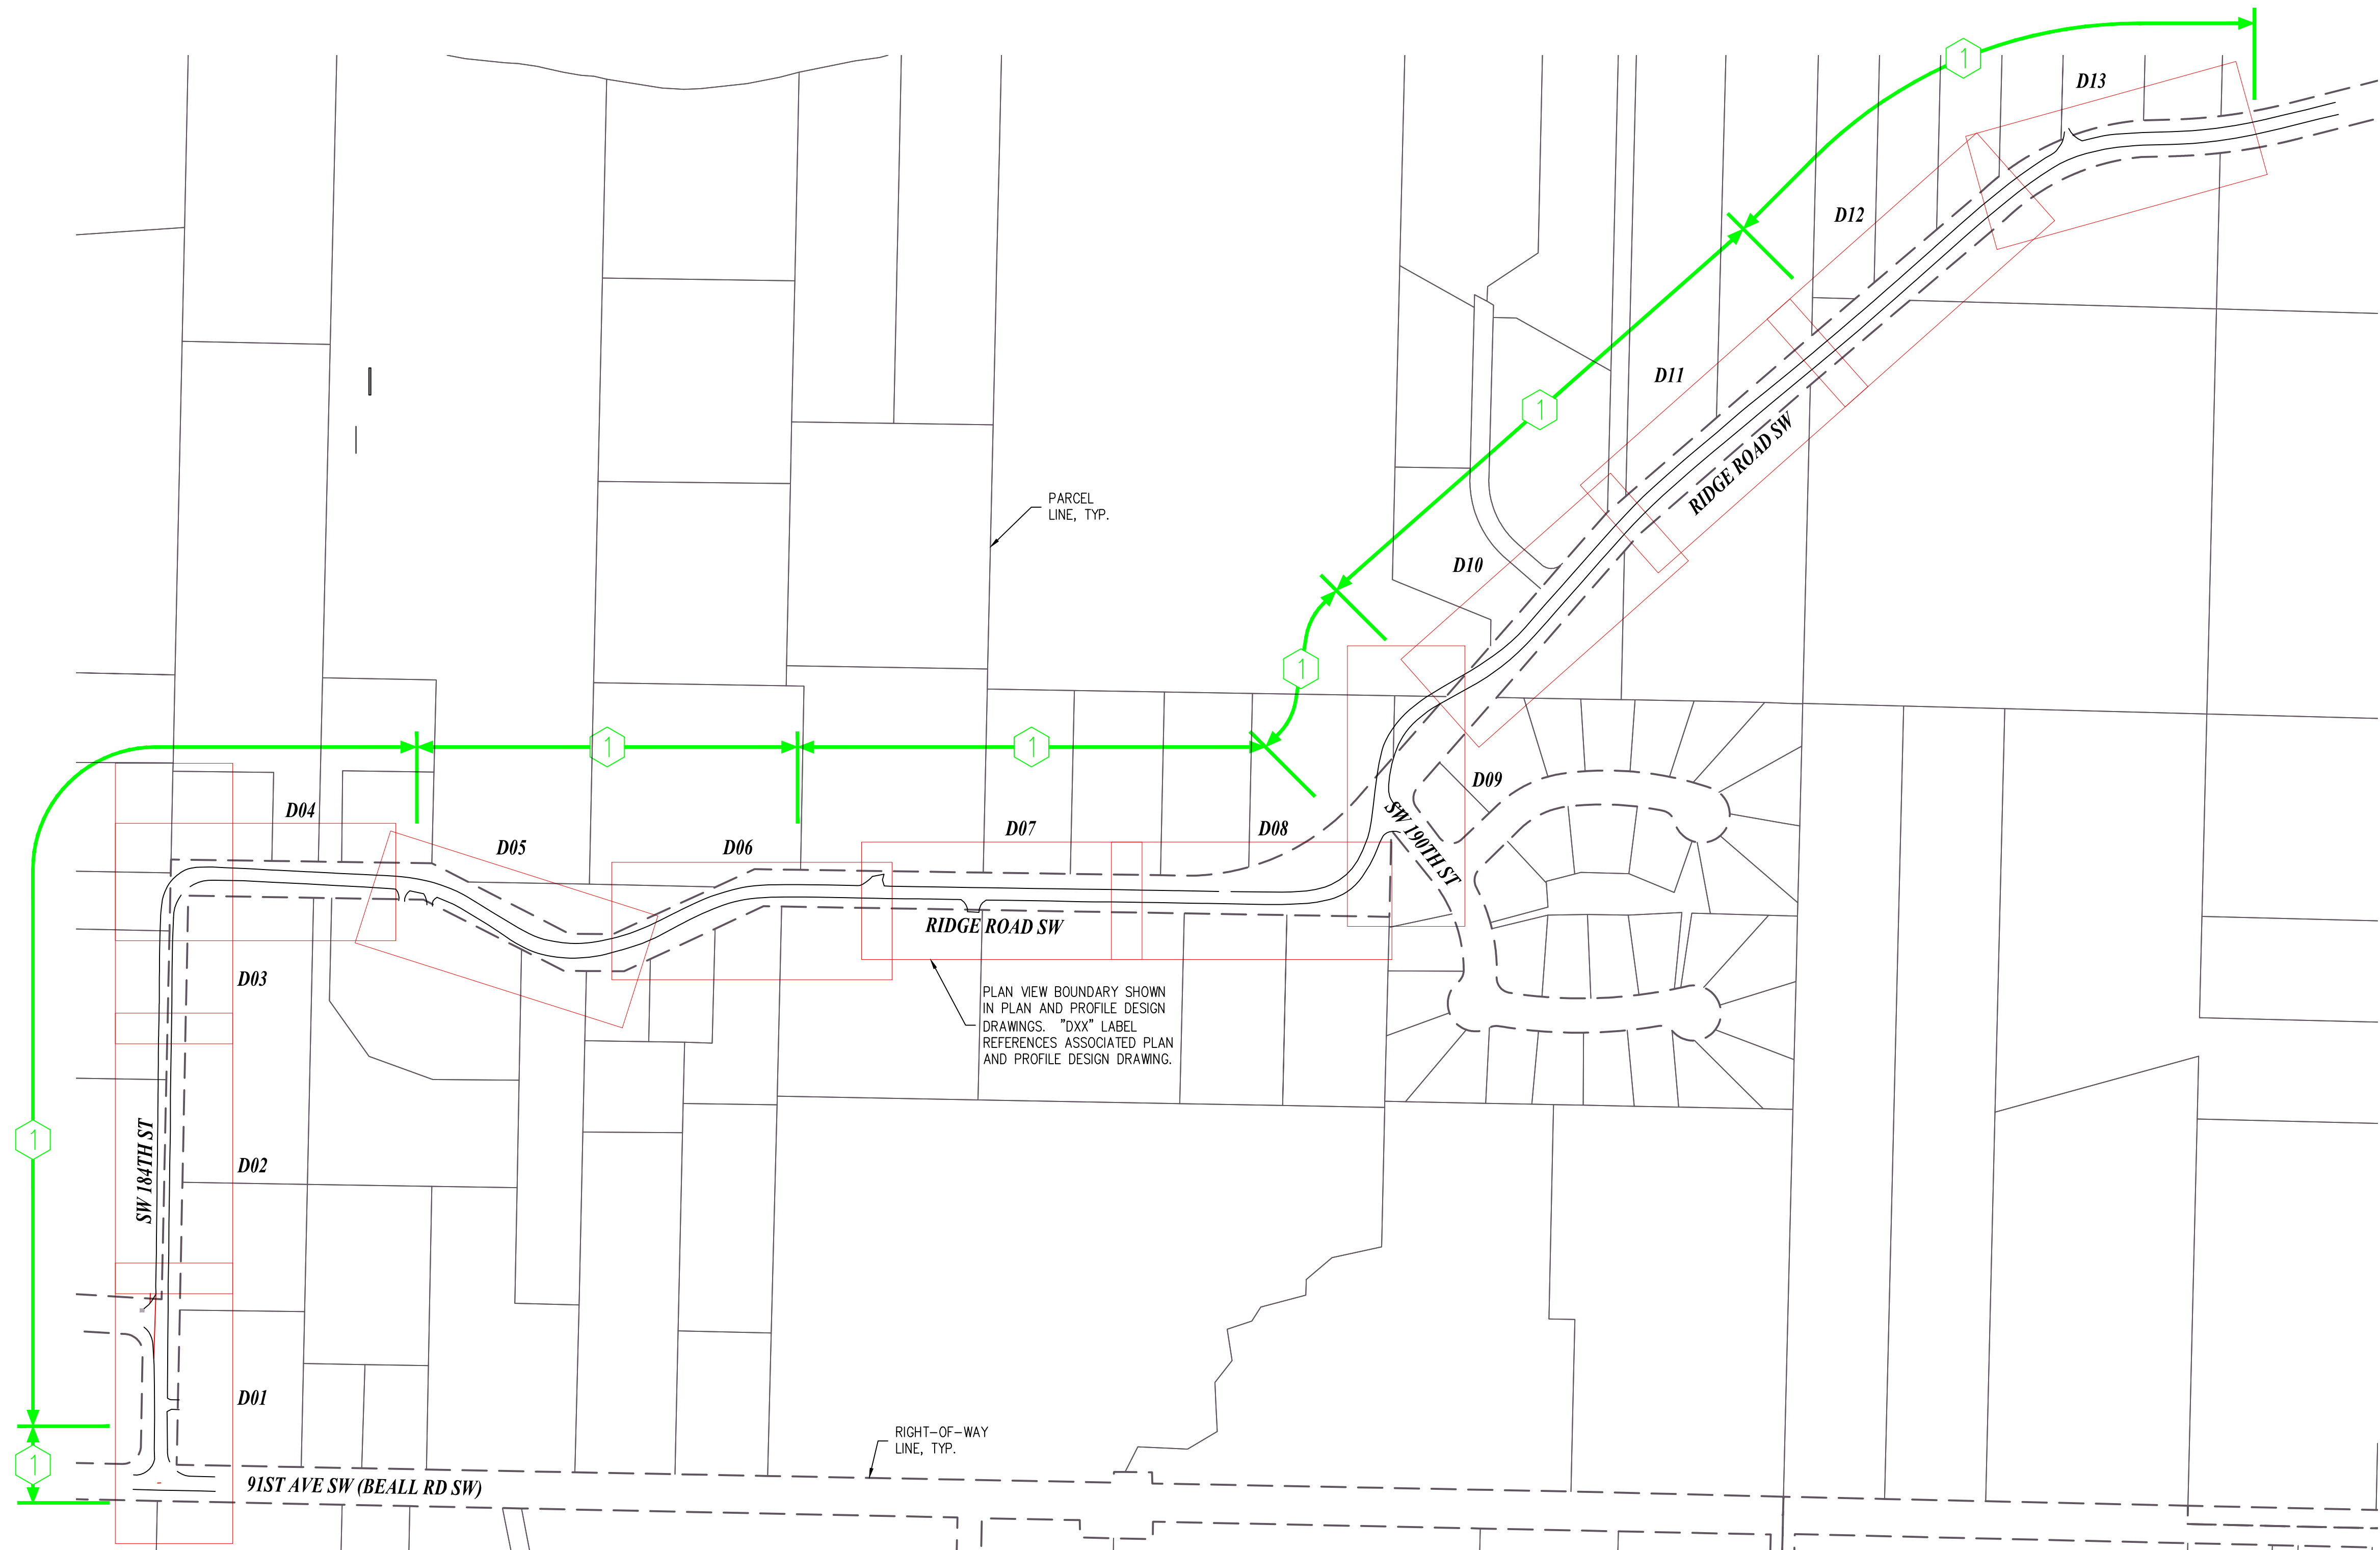 1
D13
D12
1
D11
RIDGE ROAD SW
PARCEL
LINE, TYP.
D10
1
1
1
D09
D04
D05
D06
D07
D08
SW 190TH ST
RIDGE ROAD SW
D03
PLAN VIEW BOUNDARY SHOWN
IN PLAN AND PROFILE DESIGN
DRAWINGS. "DXX" LABEL
REFERENCES ASSOCIATED PLAN
AND PROFILE DESIGN DRAWING.
1
SW 184TH ST
D02
D01
RIGHT-OF-WAY
LINE, TYP.
1
91ST AVE SW (BEALL RD SW)